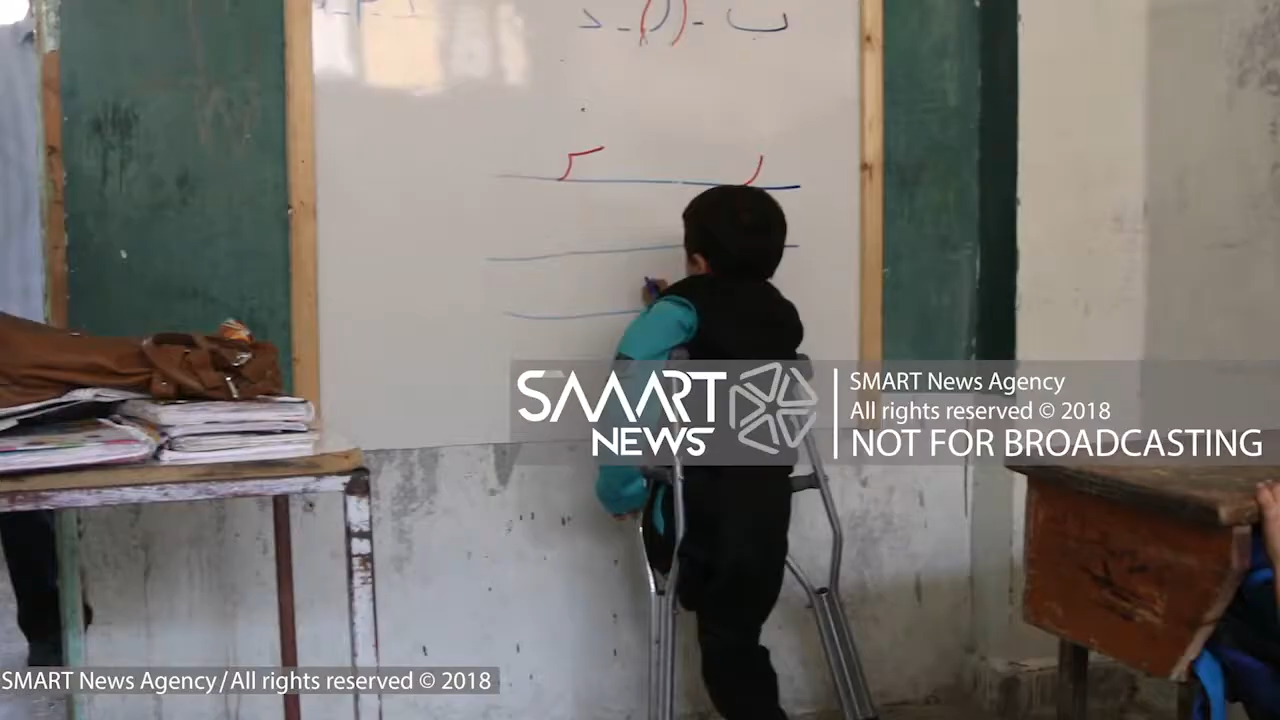 ب - ( ر ) - د
ر
SMART
NEWS
SMART News Agency
All rights reserved © 2018
NOT FOR BROADCASTING
SMART News Agency / All rights reserved © 2018